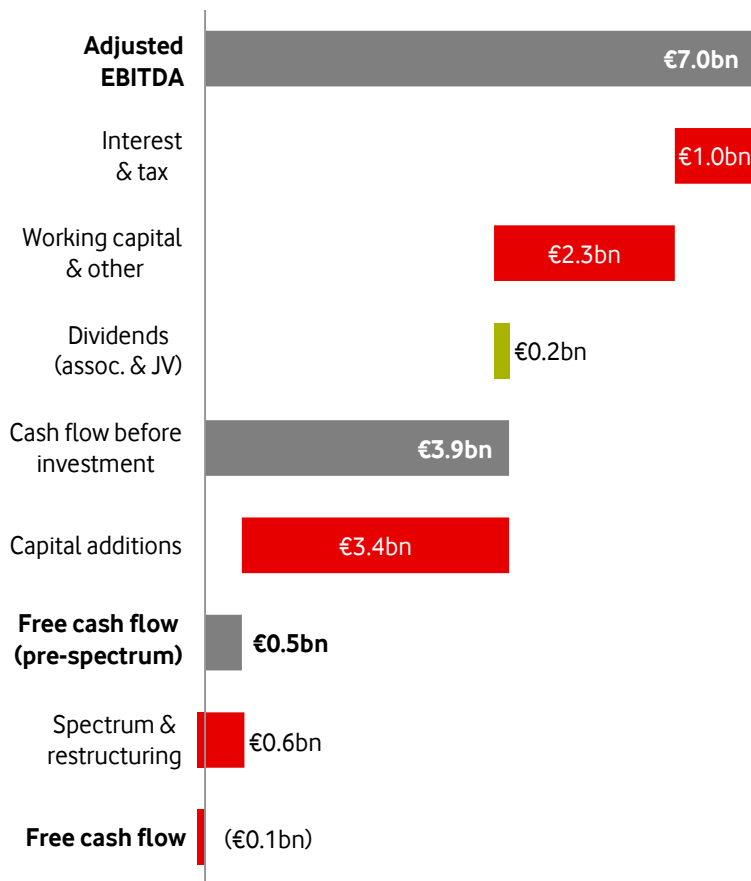 Adjusted
EBITDA
€7.0bn
Interest
& tax
€1.0bn
Working capital
& other
€2.3bn
Dividends
(assoc. & JV)
€0.2bn
Cash flow before
investment
€3.9bn
Capital additions
€3.4bn
Free cash flow
(pre-spectrum)
€0.5bn
Spectrum &
restructuring
€0.6bn
Free cash flow
(€0.1bn)